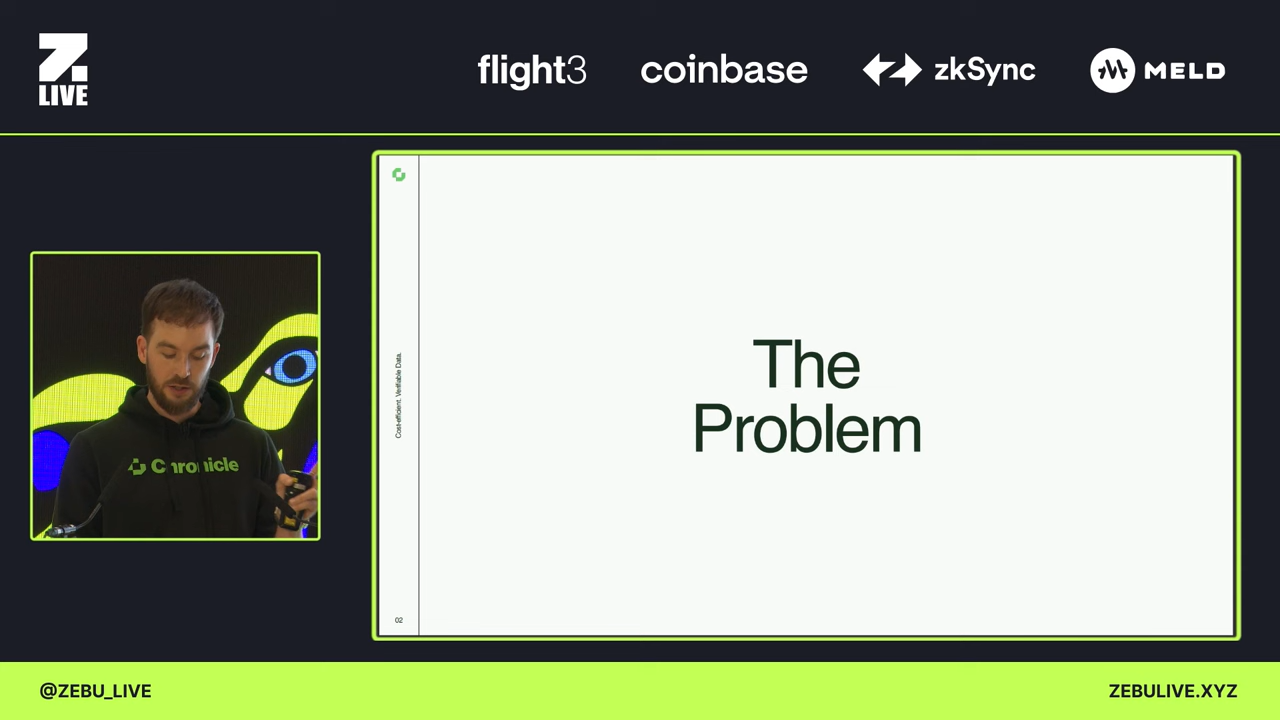 Z.
LIVE
flight3
coinbase
zkSync
MELD
Cost-efficient. Verifiable Data.
The
Problem
02
Chronicle
@ZEBU_LIVE
ZEBULIVE.XYZ